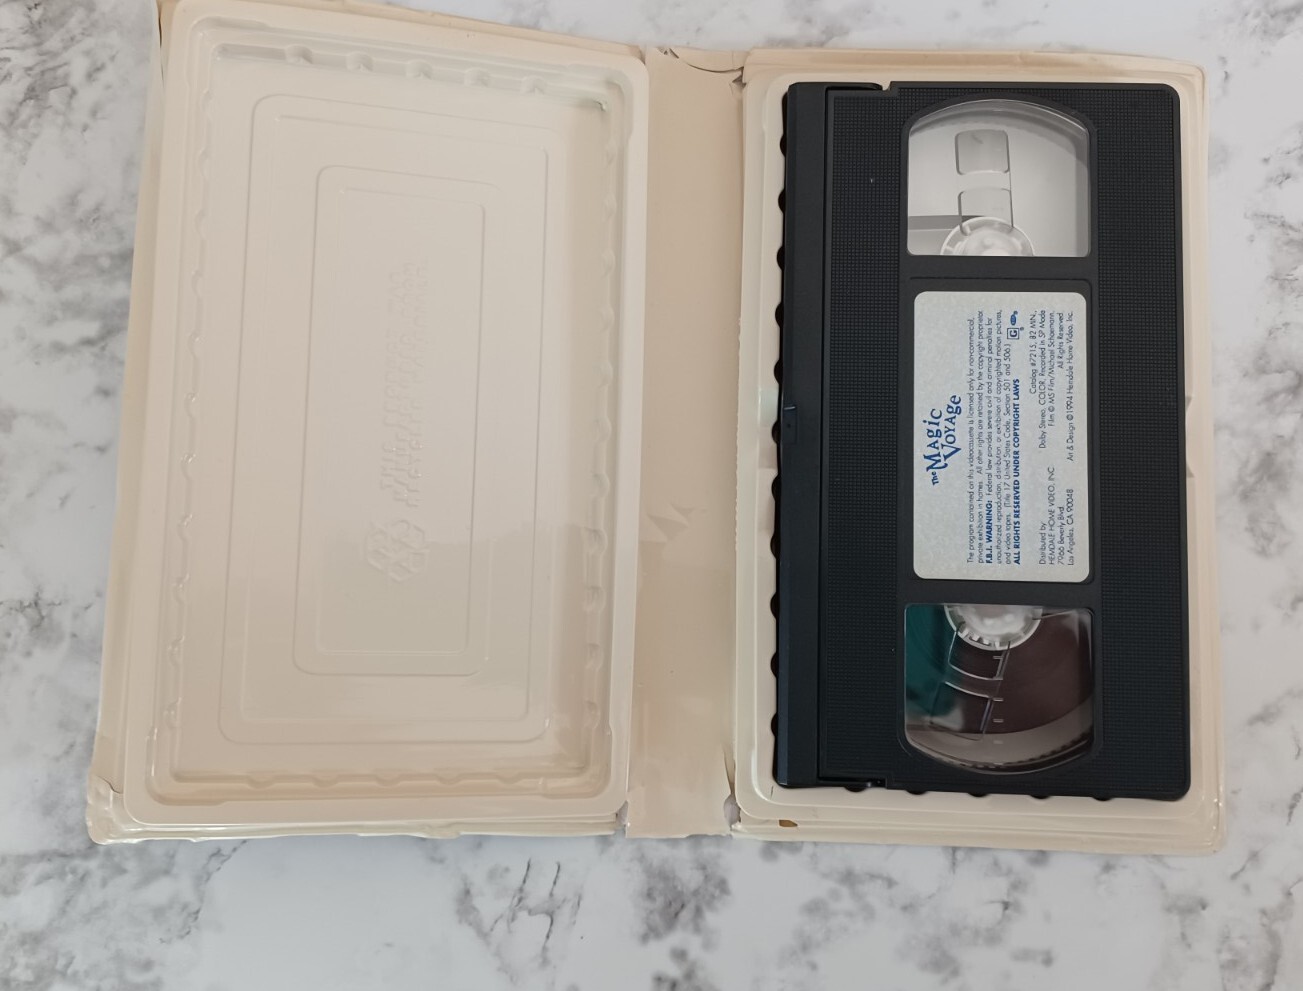 The MAgic
VOYAge
The program contained on this videocassette is licensed only for non-commercial,
private exhibition in homes. All other rights are retained by the copyright proprietor.
F.B.I. WARNING: Federal law provides severe civil and criminal penalties for
unauthorized reproduction, distribution or exhibition of copyrighted motion pictures,
and video tapes. (Title 17 United States Code, Section 501 and 506.)
ALL RIGHTS RESERVED UNDER COPYRIGHT LAWS
G
Distributed by
HEMDALE HOME VIDEO, INC
7966 Beverly Blvd.
Los Angeles, CA 90048
Catalog #7215, 82 MN.,
Dolby Stereo, COLOR, Recorded in SP Mode
Film © MS Film/Michael Schoemann,
All Rights Reserved
Art & Design ©1994 Hemdale Home Video, Inc.